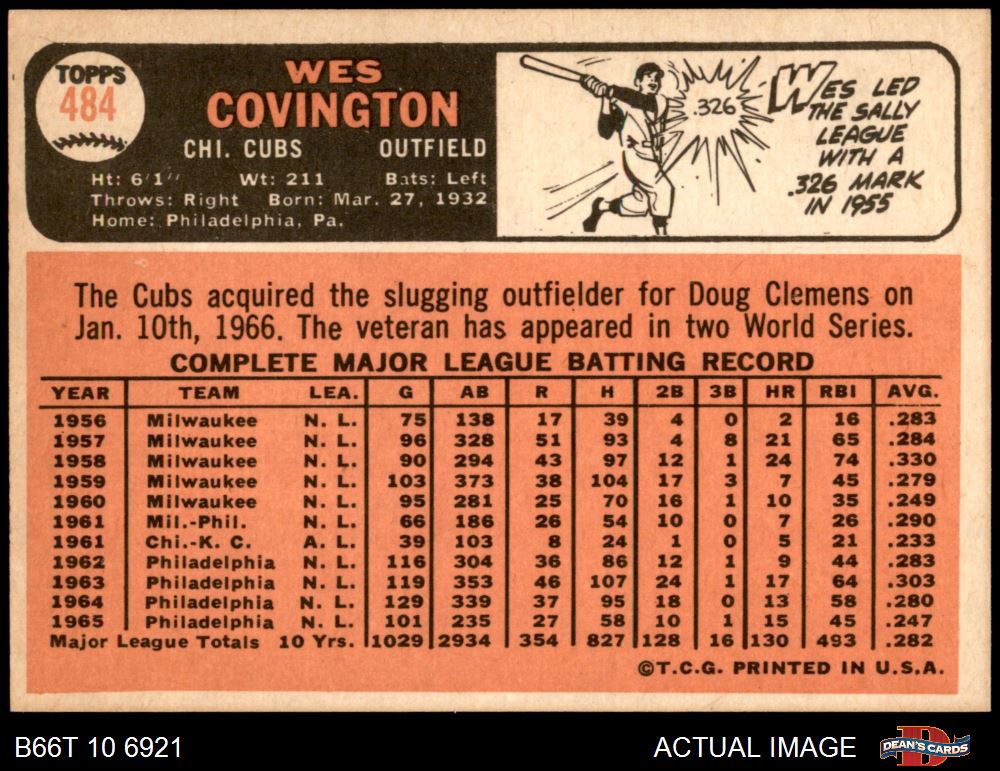 TOPPS
484
WES
COVINGTON
CHI. CUBS OUTFIELD
Ht: 6'1'' Wt: 211 Bats: Left
Throws: Right Born: Mar. 27, 1932
Home: Philadelphia, Pa.
.326
WES LED
THE SALLY
LEAGUE
WITH A
.326 MARK
IN 1955
The Cubs acquired the slugging outfielder for Doug Clemens on
Jan. 10th, 1966. The veteran has appeared in two World Series.
COMPLETE MAJOR LEAGUE BATTING RECORD
YEAR TEAM LEA. G AB R H 2B 3B HR RBI AVG.
1956 Milwaukee N. L. 75 138 17 39 4 0 2 16 .283
1957 Milwaukee N. L. 96 328 51 93 4 8 21 65 .284
1958 Milwaukee N. L. 90 294 43 97 12 1 24 74 .330
1959 Milwaukee N. L. 103 373 38 104 17 3 7 45 .279
1960 Milwaukee N. L. 95 281 25 70 16 1 10 35 .249
1961 Mil.-Phil. N. L. 66 186 26 54 10 0 7 26 .290
1961 Chi.-K. C. A. L. 39 103 8 24 1 0 5 21 .233
1962 Philadelphia N. L. 116 304 36 86 12 1 9 44 .283
1963 Philadelphia N. L. 119 353 46 107 24 1 17 64 .303
1964 Philadelphia N. L. 129 339 37 95 18 0 13 58 .280
1965 Philadelphia N. L. 101 235 27 58 10 1 15 45 .247
Major League Totals 10 Yrs. 1029 2934 354 827 128 16 130 493 .282
©T.C.G. PRINTED IN U.S.A.
B66T 10 6921 ACTUAL IMAGE DEAN'S CARDS